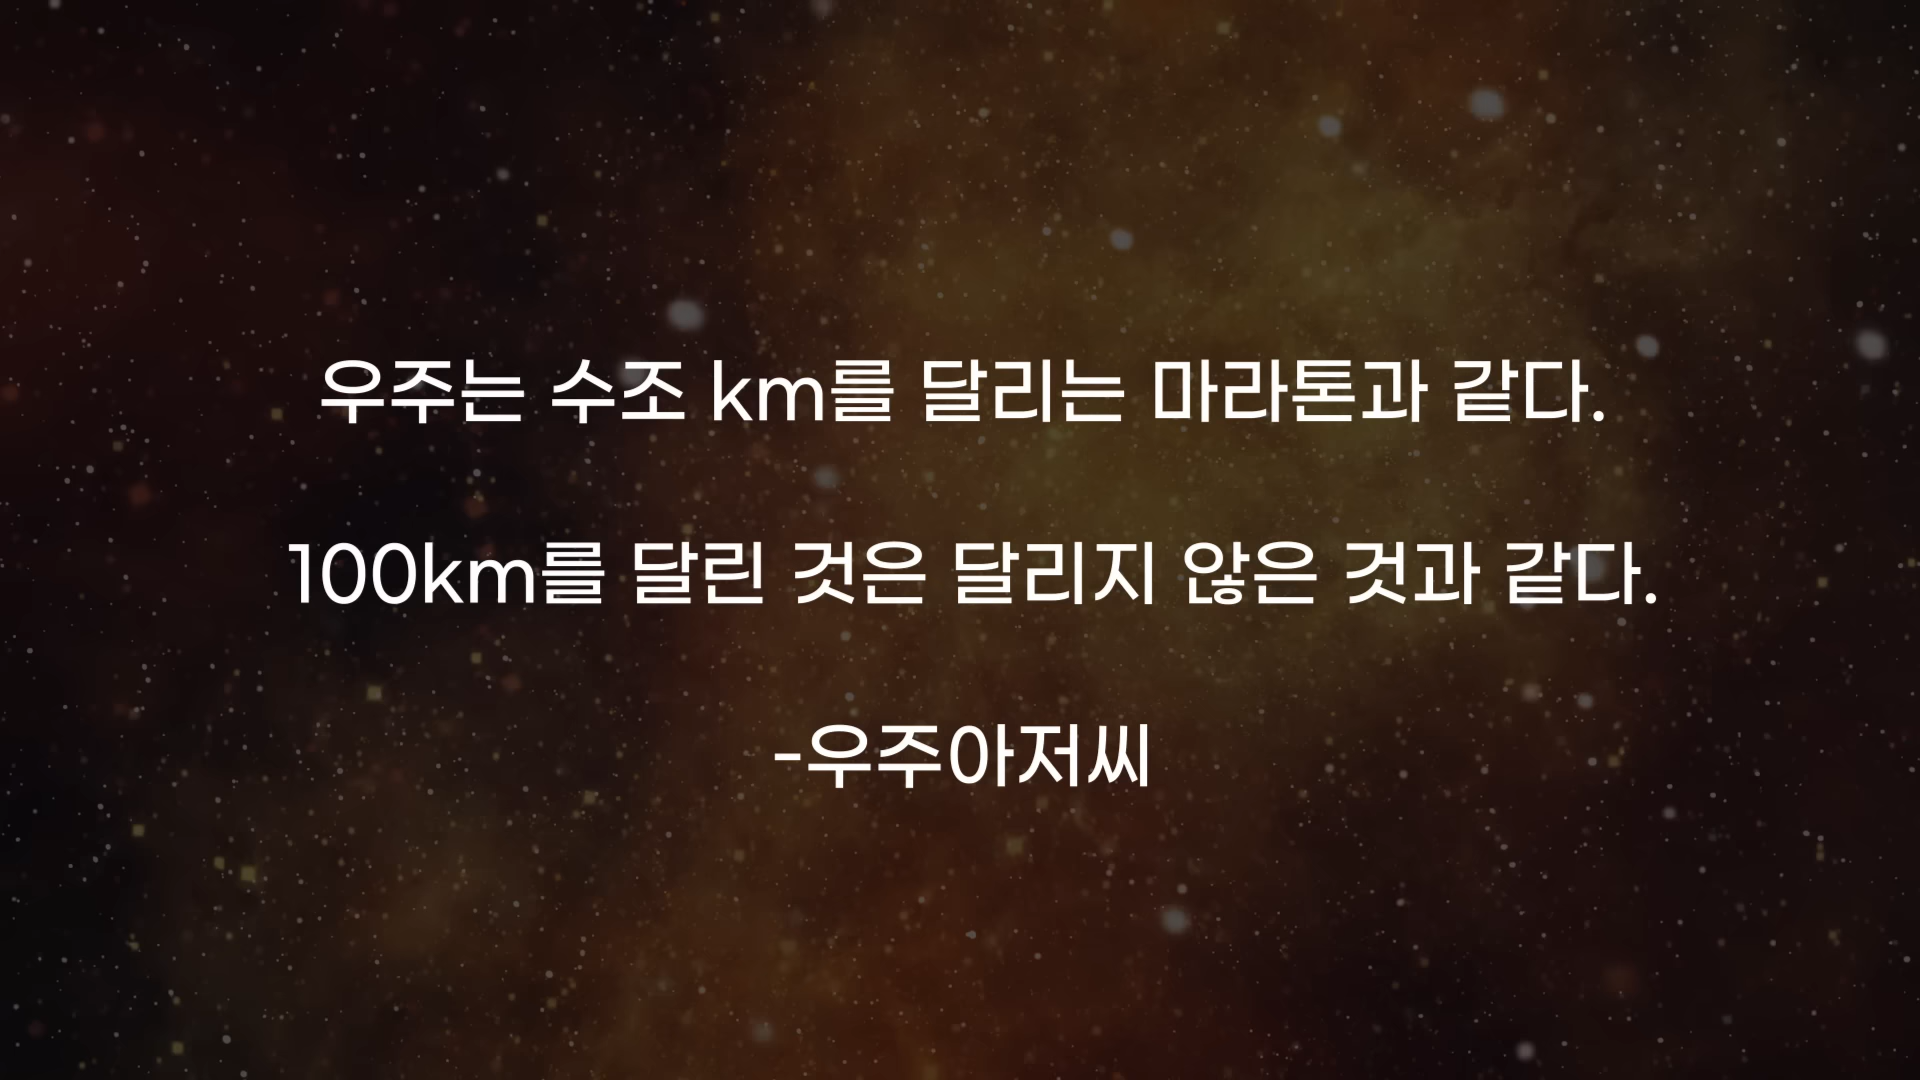 우주는 수조 km를 달리는 마라톤과 같다.
100km를 달린 것은 달리지 않은 것과 같다.
-우주아저씨